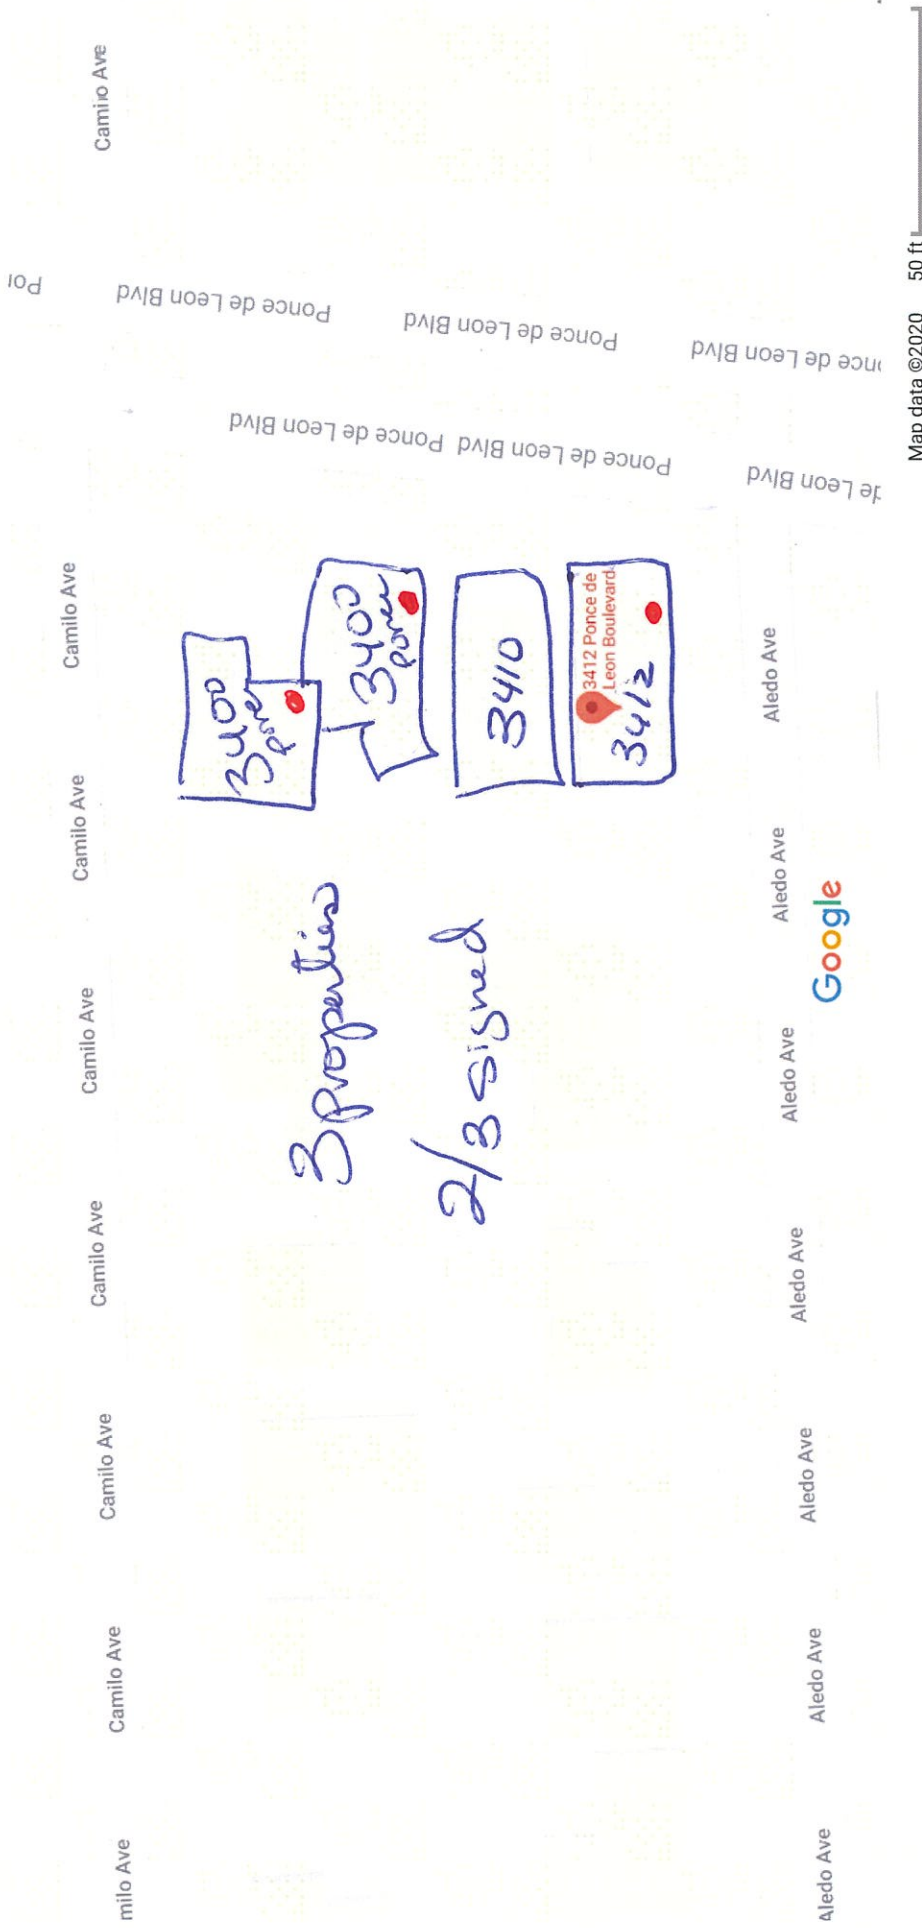 Camilo Ave
Camilo Ave
Camilo Ave
Camilo Ave
Camilo Ave
Camilo Ave
Camilo Ave
milo Ave
Ponce de Leon Blvd
Ponce de Leon Blvd
nce de Leon Blvd
Poi
Ponce de Leon Blvd
Ponce de Leon Blvd
de Leon Blvd
3400
Ponce
3400
Ponce
3410
3412 Ponce de
Leon Boulevard
3412
3 properties
2/3 signed
Aledo Ave
Aledo Ave
Aledo Ave
Aledo Ave
Aledo Ave
Aledo Ave
Aledo Ave
Google
Map data ©2020
50 ft